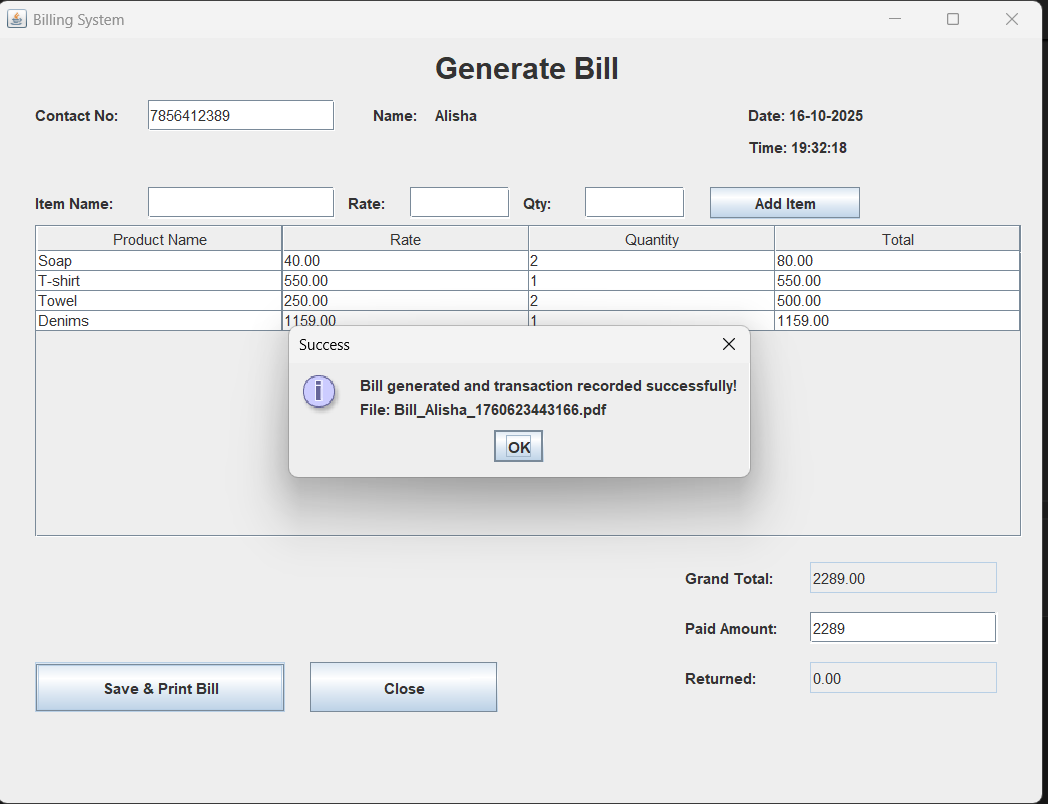 Billing System
Generate Bill
Contact No: 7856412389 Name: Alisha Date: 16-10-2025
Time: 19:32:18
Item Name: Rate: Qty: Add Item
Product Name Rate Quantity Total
Soap 40.00 2 80.00
T-shirt 550.00 1 550.00
Towel 250.00 2 500.00
Denims 1159.00 1 1159.00
Success
Bill generated and transaction recorded successfully!
File: Bill_Alisha_1760623443166.pdf
OK
Grand Total: 2289.00
Paid Amount: 2289
Returned: 0.00
Save & Print Bill Close